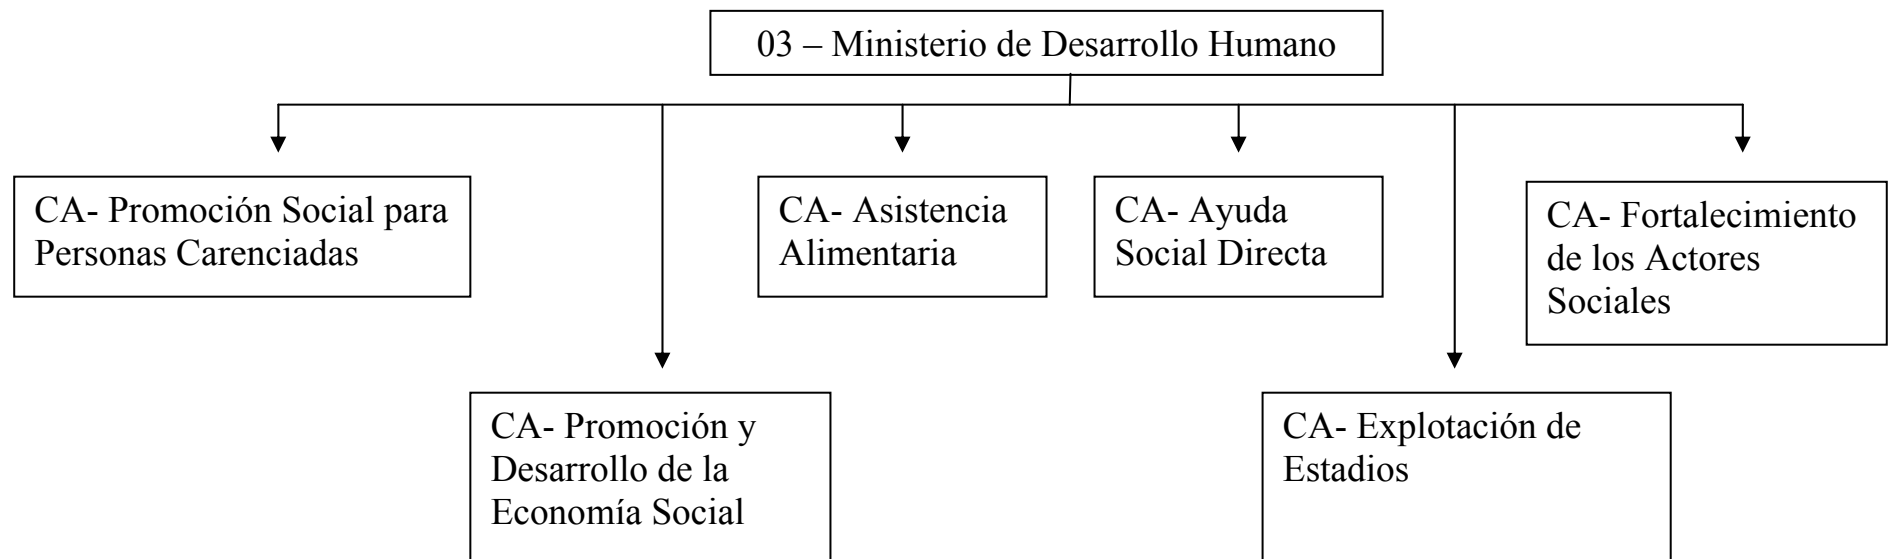 03 – Ministerio de Desarrollo Humano
CA- Promoción Social para
Personas Carenciadas
CA- Asistencia
Alimentaria
CA- Ayuda
Social Directa
CA- Fortalecimiento
de los Actores
Sociales
CA- Promoción y
Desarrollo de la
Economía Social
CA- Explotación de
Estadios